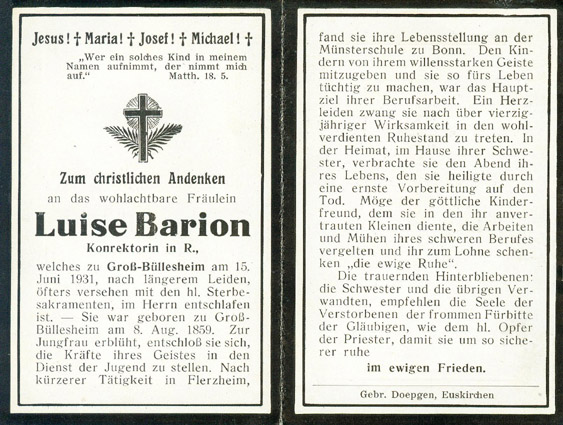 Jesus! † Maria! † Josef! † Michael! †
„Wer ein solches Kind in meinem
Namen aufnimmt, der nimmt mich
auf.“ Matth. 18. 5.
Zum christlichen Andenken
an das wohlachtbare Fräulein
Luise Barion
Konrektorin in R.,
welches zu Groß-Büllesheim am 15.
Juni 1931, nach längerem Leiden,
öfters versehen mit den hl. Sterbe-
sakramenten, im Herrn entschlafen
ist. — Sie war geboren zu Groß-
Büllesheim am 8. Aug. 1859. Zur
Jungfrau erblüht, entschloß sie sich,
die Kräfte ihres Geistes in den
Dienst der Jugend zu stellen. Nach
kürzerer Tätigkeit in Flerzheim,
fand sie ihre Lebensstellung an der
Münsterschule zu Bonn. Den Kin-
dern von ihrem willensstarken Geiste
mitzugeben und sie so fürs Leben
tüchtig zu machen, war das Haupt-
ziel ihrer Berufsarbeit. Ein Herz-
leiden zwang sie nach über vierzig-
jähriger Wirksamkeit in den wohl-
verdienten Ruhestand zu treten. In
der Heimat, im Hause ihrer Schwe-
ster, verbrachte sie den Abend ih-
res Lebens, den sie heiligte durch
eine ernste Vorbereitung auf den
Tod. Möge der göttliche Kinder-
freund, dem sie in den ihr anver-
trauten Kleinen diente, die Arbeiten
und Mühen ihres schweren Berufes
vergelten und ihr zum Lohne schen-
ken „die ewige Ruhe“.
Die trauernden Hinterbliebenen:
die Schwester und die übrigen Ver-
wandten, empfehlen die Seele der
Verstorbenen der frommen Fürbitte
der Gläubigen, wie dem hl. Opfer
der Priester, damit sie um so siche-
rer ruhe
im ewigen Frieden.
Gebr. Doepgen, Euskirchen